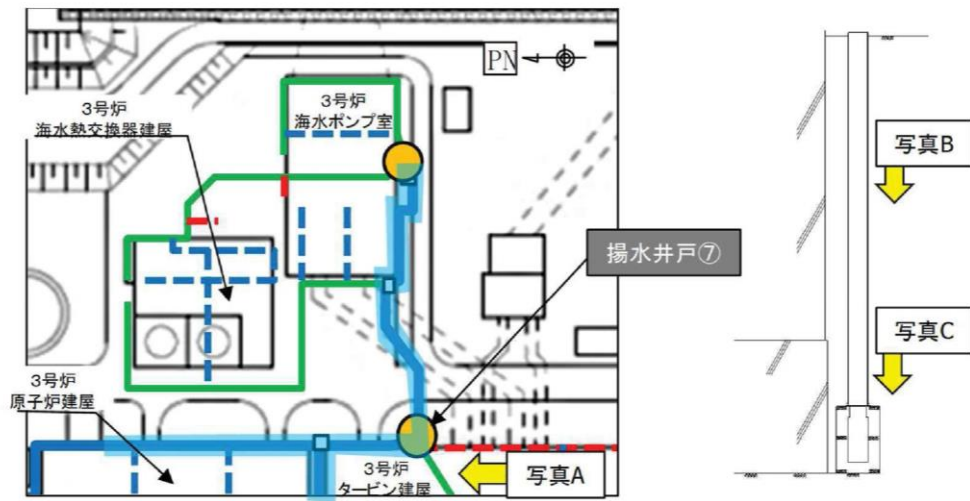 PN
3号炉
海水ポンプ室
3号炉
海水熱交換器建屋
揚水井戸⑦
3号炉
原子炉建屋
3号炉
タービン建屋
写真A
写真B
写真C